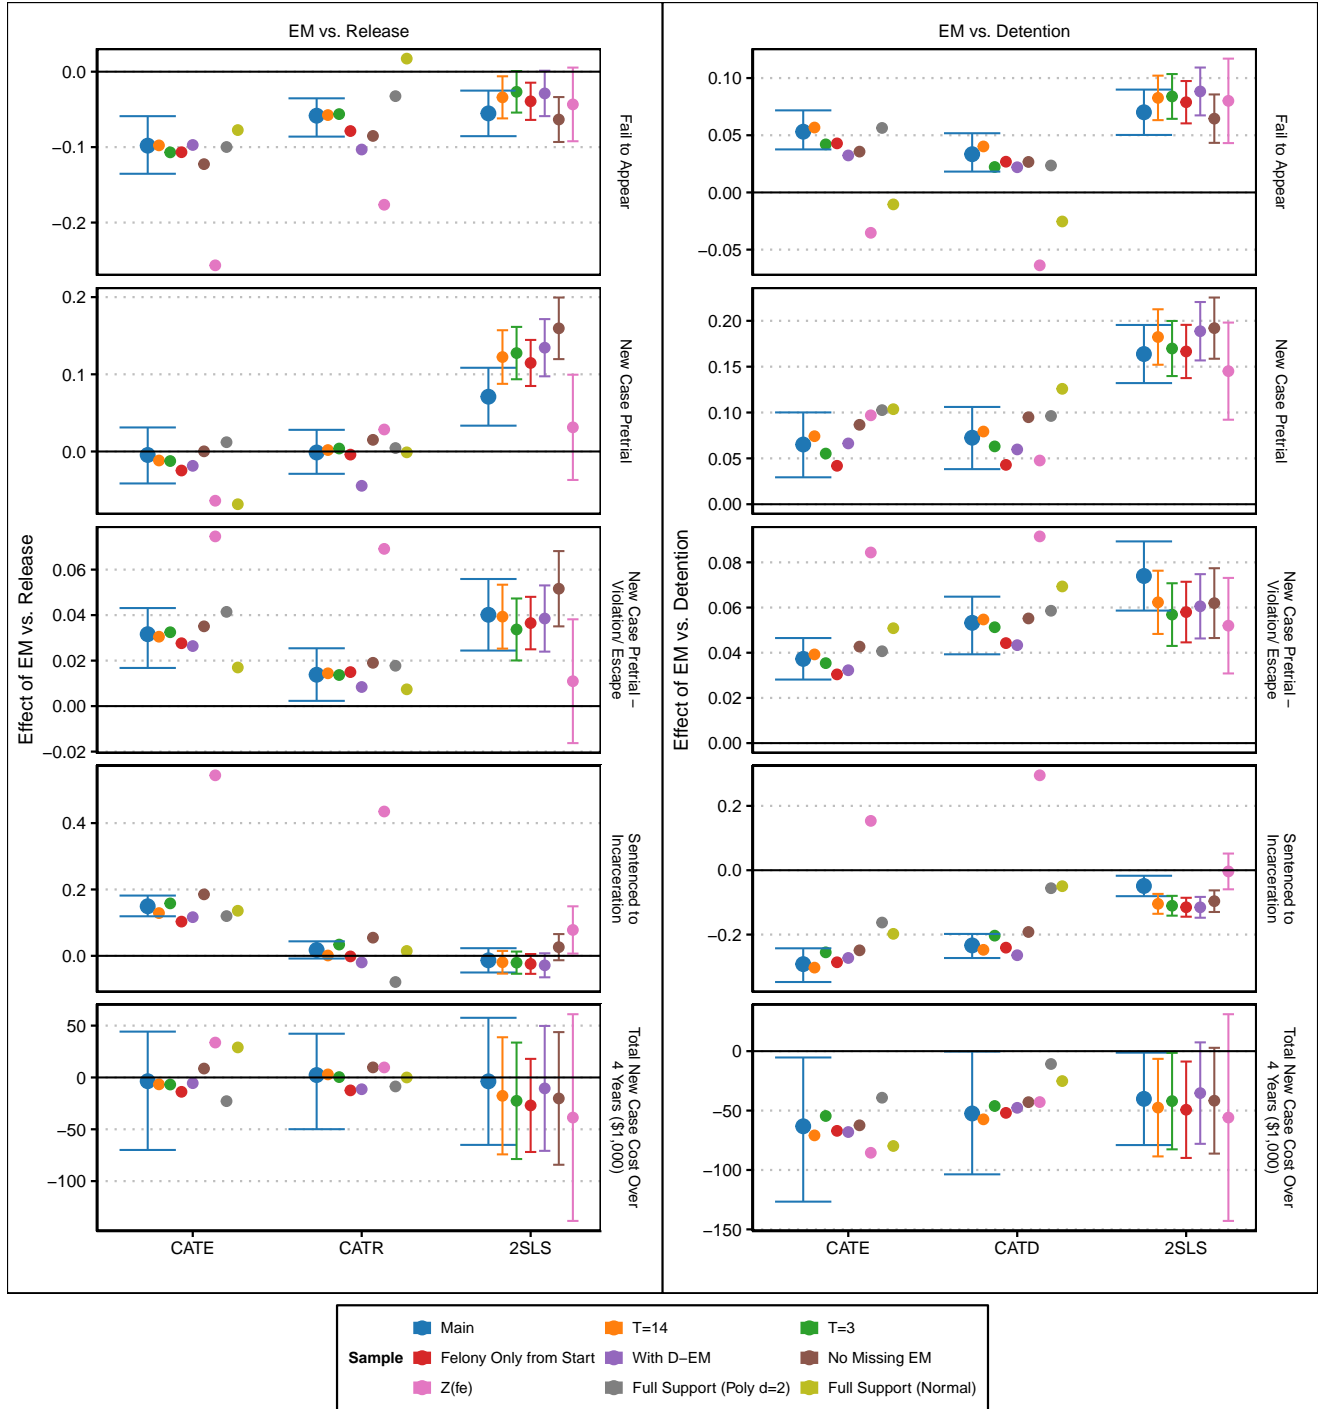 EM vs. Release
EM vs. Detention
Effect of EM vs. Release
0.0
−0.1
−0.2
Fail to Appear
0.2
0.1
0.0
New Case Pretrial
0.06
0.04
0.02
0.00
−0.02
New Case Pretrial –
Violation/ Escape
0.4
0.2
0.0
Sentenced to
Incarceration
50
0
−50
−100
Total New Case Cost Over
4 Years ($1,000)
CATE
CATR
2SLS
Effect of EM vs. Detention
0.10
0.05
0.00
−0.05
Fail to Appear
0.20
0.15
0.10
0.05
0.00
New Case Pretrial
0.08
0.06
0.04
0.02
0.00
New Case Pretrial –
Violation/ Escape
0.2
0.0
−0.2
Sentenced to
Incarceration
0
−50
−100
−150
Total New Case Cost Over
4 Years ($1,000)
CATE
CATD
2SLS
Sample
Main
T=14
T=3
Felony Only from Start
With D−EM
No Missing EM
Z(fe)
Full Support (Poly d=2)
Full Support (Normal)